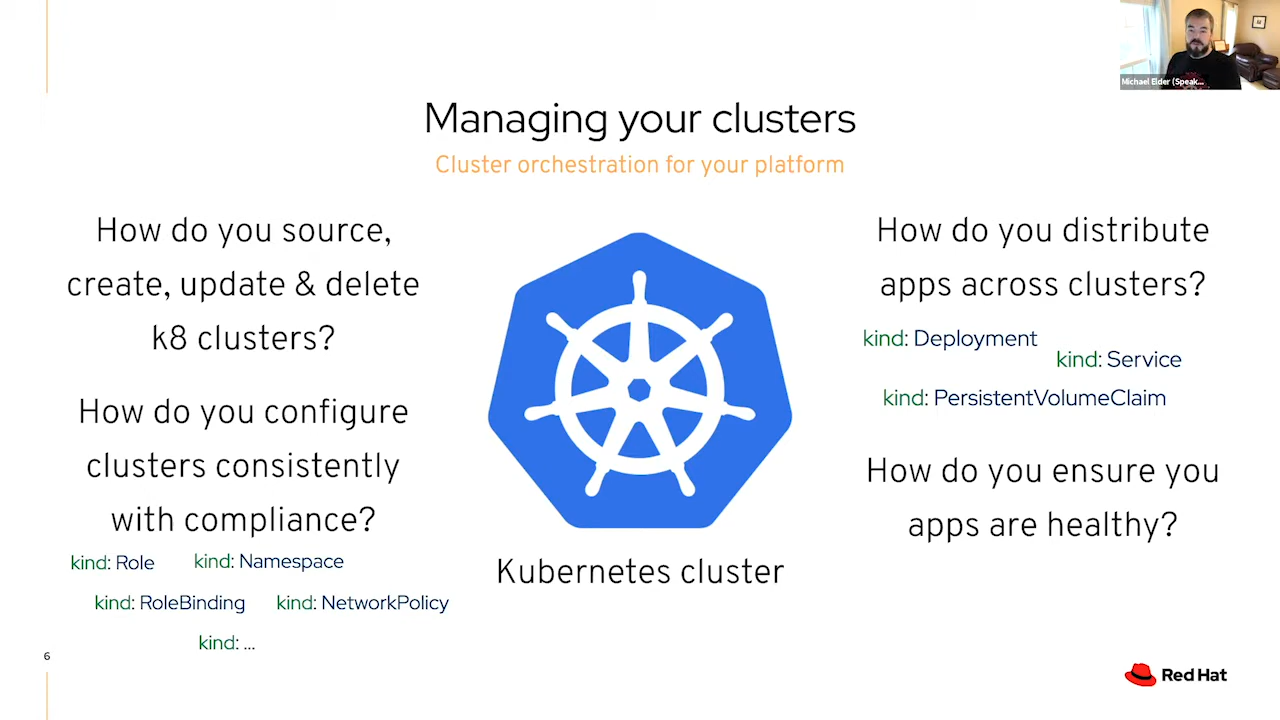 Michael Elder (Speak...
Managing your clusters
Cluster orchestration for your platform
How do you source,
create, update & delete
k8 clusters?
How do you configure
clusters consistently
with compliance?
kind: Role
kind: Namespace
kind: RoleBinding
kind: NetworkPolicy
kind: ...
Kubernetes cluster
How do you distribute
apps across clusters?
kind: Deployment
kind: Service
kind: PersistentVolumeClaim
How do you ensure you
apps are healthy?
6
Red Hat